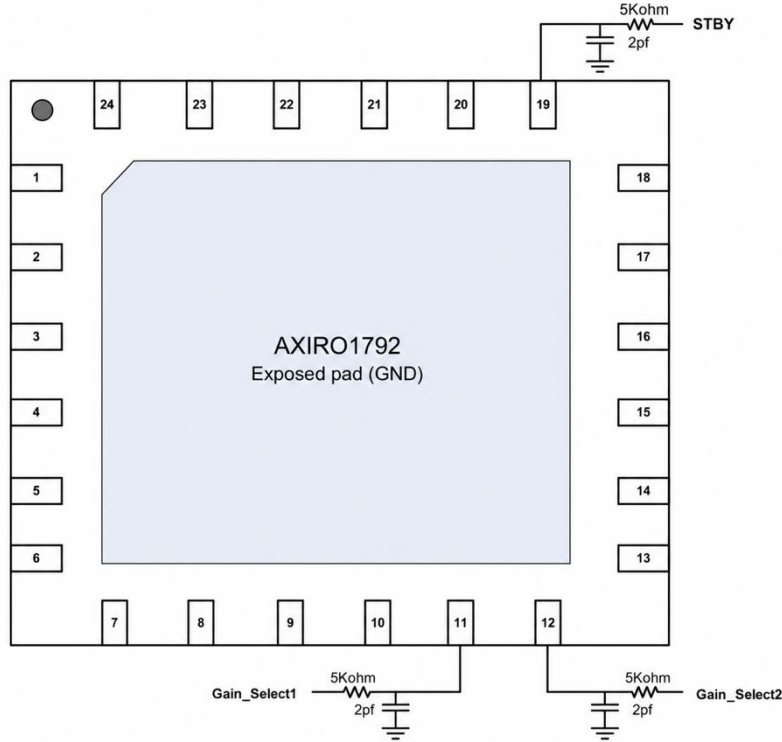 5Kohm
STBY
2pf
24
23
22
21
20
19
1
18
2
17
3
16
AXIRO1792
Exposed pad (GND)
4
15
5
14
6
13
7
8
9
10
11
12
5Kohm
5Kohm
Gain_Select1
Gain_Select2
2pf
2pf